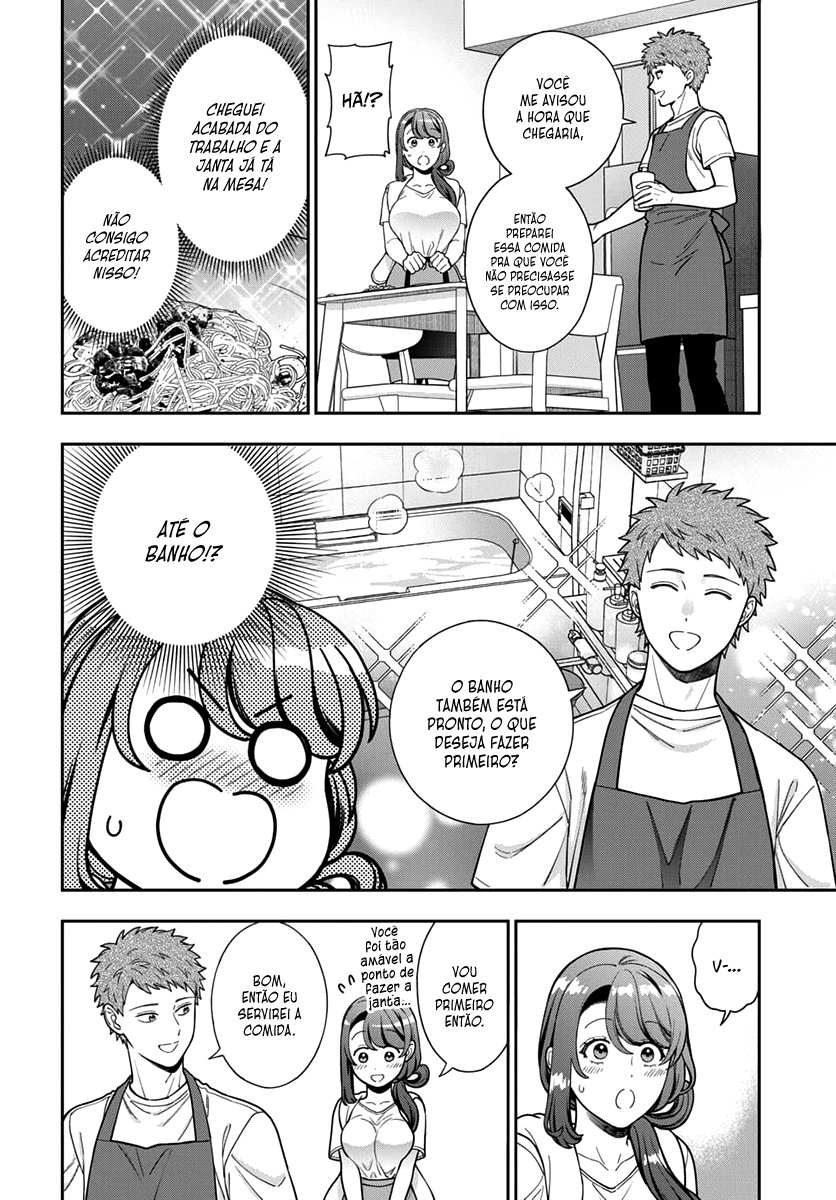 VOCÊ
ME AVISOU
A HORA QUE
CHEGARIA,
ENTÃO
PREPAREI
ESSA COMIDA
PRA QUE VOCÊ
NÃO PRECISASSE
SE PREOCUPAR
COM ISSO.
HÃ!?
CHEGUEI
ACABADA DO
TRABALHO E A
JANTA JÁ TÁ
NA MESA!
NÃO
CONSIGO
ACREDITAR
NISSO!
O BANHO
TAMBÉM ESTÁ
PRONTO, O QUE
DESEJA FAZER
PRIMEIRO?
ATÉ O
BANHO!?
V-...
VOU
COMER
PRIMEIRO
ENTÃO.
Você
foi tão
amável a
ponto de
fazer a
janta...
BOM,
ENTÃO EU
SERVIREI A
COMIDA.